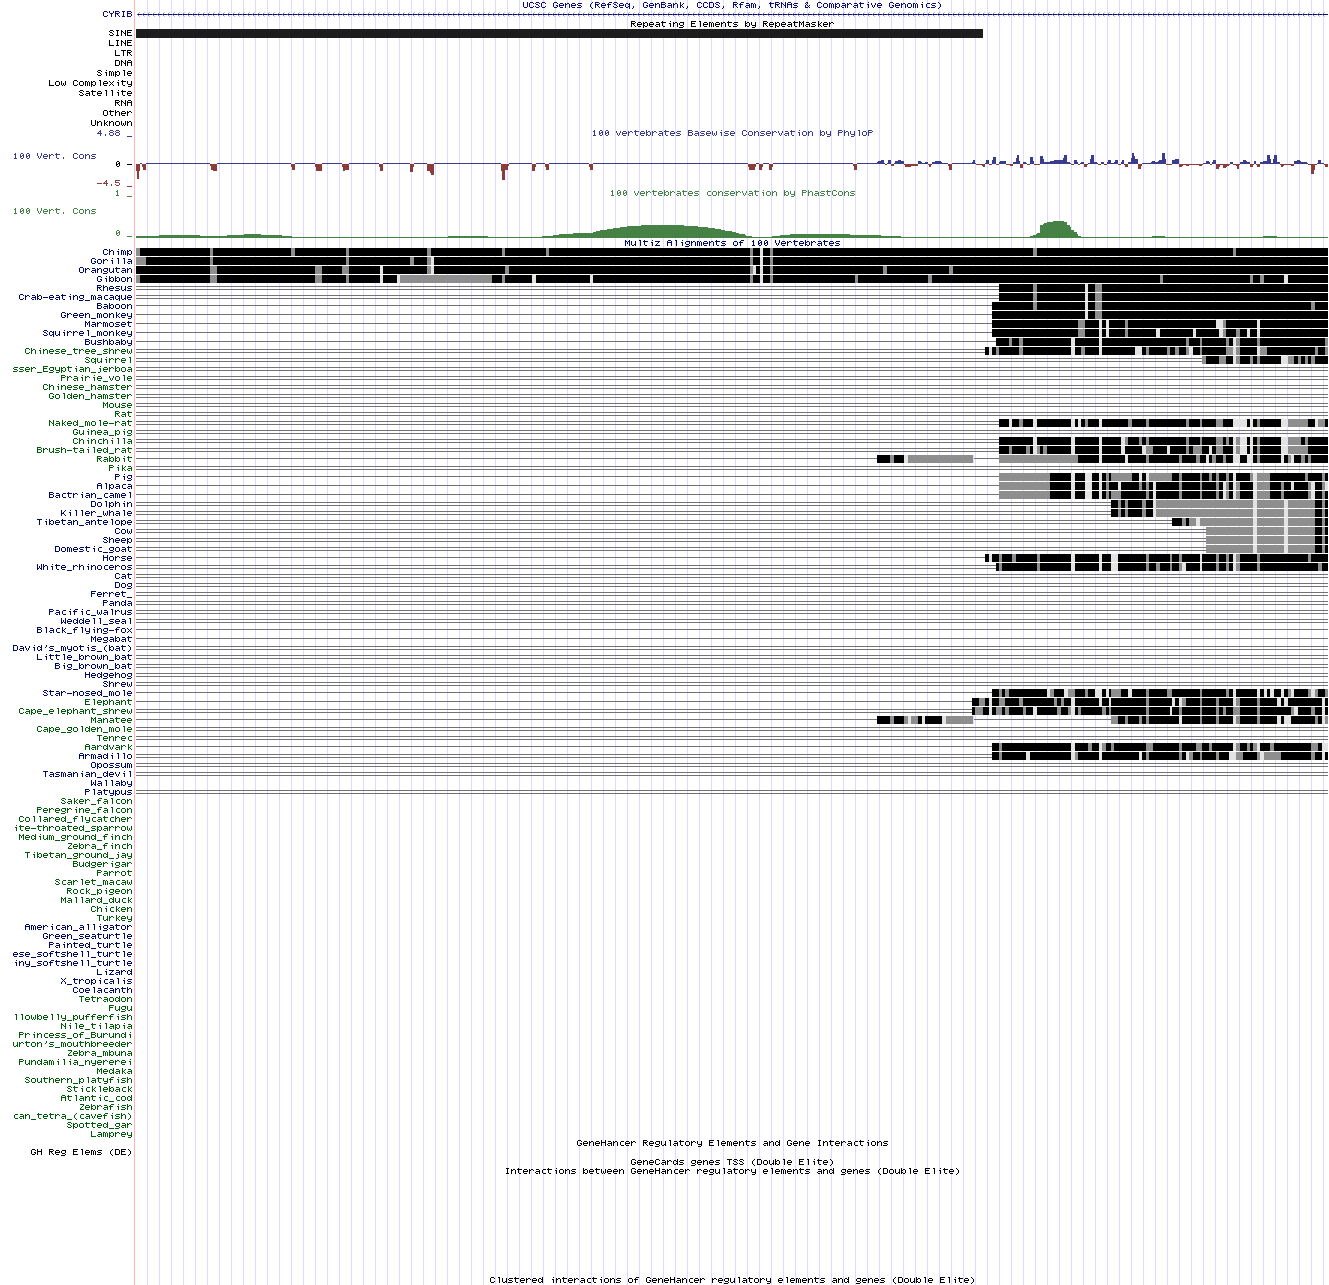 UCSC Genes (RefSeq, GenBank, CCDS, Rfam, tRNAs & Comparative Genomics)
CYRIB
Repeating Elements by RepeatMasker
SINE
LINE
LTR
DNA
Simple
Low Complexity
Satellite
RNA
Other
Unknown
4.88 _
100 vertebrates Basewise Conservation by PhyloP
100 Vert. Cons
0 _
-4.5 _
1 _
100 vertebrates conservation by PhastCons
100 Vert. Cons
0 _
Multiz Alignments of 100 Vertebrates
Chimp
Gorilla
Orangutan
Gibbon
Rhesus
Crab-eating_macaque
Baboon
Green_monkey
Marmoset
Squirrel_monkey
Bushbaby
Chinese_tree_shrew
Squirrel
sser_Egyptian_jerboa
Prairie_vole
Chinese_hamster
Golden_hamster
Mouse
Rat
Naked_mole-rat
Guinea_pig
Chinchilla
Brush-tailed_rat
Rabbit
Pika
Pig
Alpaca
Bactrian_camel
Dolphin
Killer_whale
Tibetan_antelope
Cow
Sheep
Domestic_goat
Horse
White_rhinoceros
Cat
Dog
Ferret_
Panda
Pacific_walrus
Weddell_seal
Black_flying-fox
Megabat
David's_myotis_(bat)
Little_brown_bat
Big_brown_bat
Hedgehog
Shrew
Star-nosed_mole
Elephant
Cape_elephant_shrew
Manatee
Cape_golden_mole
Tenrec
Aardvark
Armadillo
Opossum
Tasmanian_devil
Wallaby
Platypus
Saker_falcon
Peregrine_falcon
Collared_flycatcher
ite-throated_sparrow
Medium_ground_finch
Zebra_finch
Tibetan_ground_jay
Budgerigar
Parrot
Scarlet_macaw
Rock_pigeon
Mallard_duck
Chicken
Turkey
American_alligator
Green_seaturtle
Painted_turtle
ese_softshell_turtle
iny_softshell_turtle
Lizard
X_tropicalis
Coelacanth
Tetraodon
Fugu
llowbelly_pufferfish
Nile_tilapia
Princess_of_Burundi
urton's_mouthbreeder
Zebra_mbuna
Pundamilia_nyererei
Medaka
Southern_platyfish
Stickleback
Atlantic_cod
Zebrafish
can_tetra_(cavefish)
Spotted_gar
Lamprey
GeneHancer Regulatory Elements and Gene Interactions
GH Reg Elems (DE)
GeneCards genes TSS (Double Elite)
Interactions between GeneHancer regulatory elements and genes (Double Elite)
Clustered interactions of GeneHancer regulatory elements and genes (Double Elite)